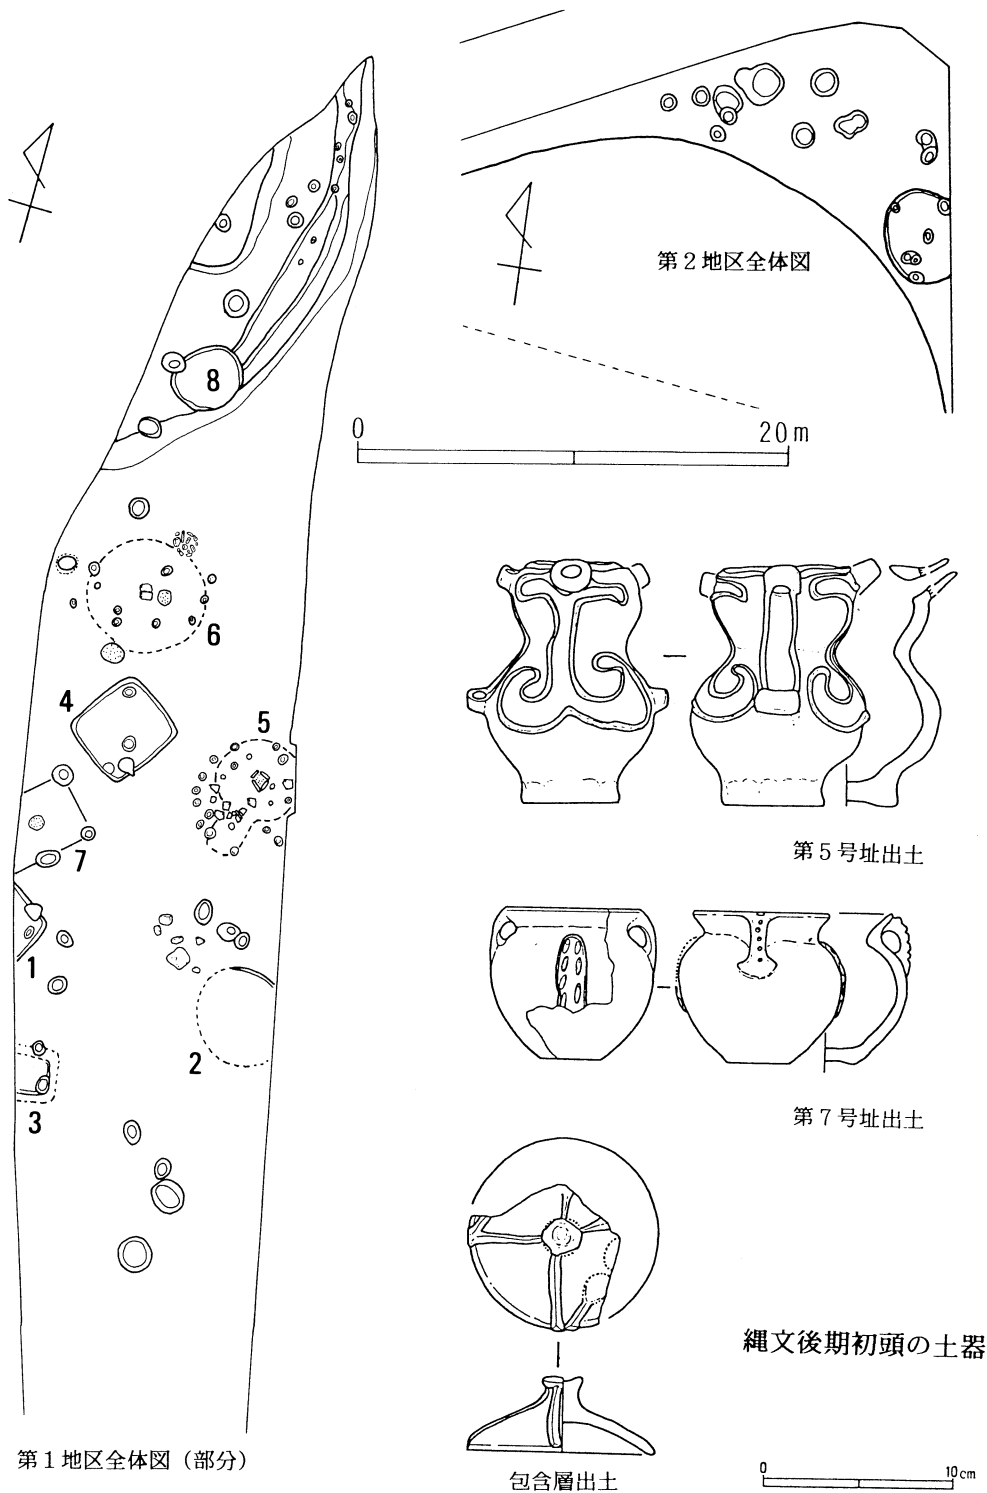 第2地区全体図
0 20m
8
6
4
5
7
1
2
3
第1地区全体図（部分）
第5号址出土
第7号址出土
縄文後期初頭の土器
包含層出土
0 10cm